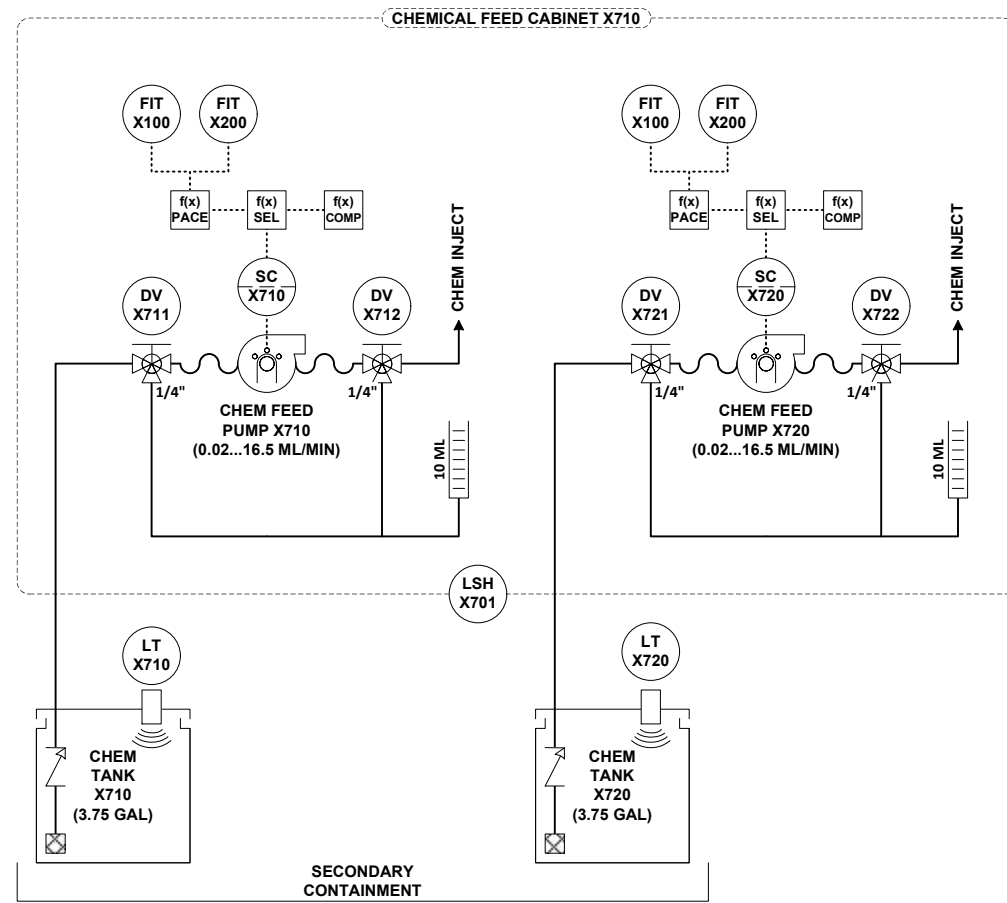 CHEMICAL FEED CABINET X710
FIT
X100
FIT
X200
f(x)
PACE
f(x)
SEL
f(x)
COMP
SC
X710
DV
X711
DV
X712
CHEM INJECT
1/4"
1/4"
CHEM FEED
PUMP X710
(0.02...16.5 ML/MIN)
10 ML
FIT
X100
FIT
X200
f(x)
PACE
f(x)
SEL
f(x)
COMP
SC
X720
DV
X721
DV
X722
CHEM INJECT
1/4"
1/4"
CHEM FEED
PUMP X720
(0.02...16.5 ML/MIN)
10 ML
LSH
X701
LT
X710
CHEM
TANK
X710
(3.75 GAL)
LT
X720
CHEM
TANK
X720
(3.75 GAL)
SECONDARY
CONTAINMENT